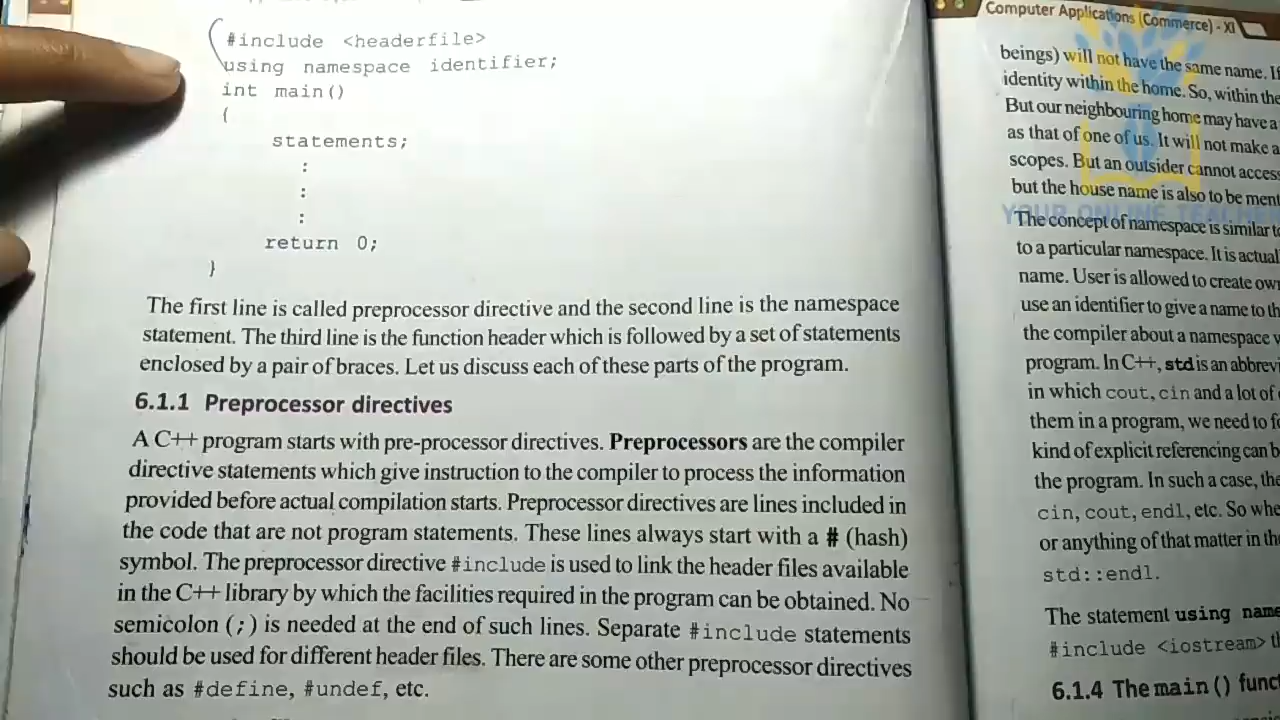 #include <headerfile>
using namespace identifier;
int main()
{
statements;
:
:
:
return 0;
}
The first line is called preprocessor directive and the second line is the namespace
statement. The third line is the function header which is followed by a set of statements
enclosed by a pair of braces. Let us discuss each of these parts of the program.
6.1.1 Preprocessor directives
A C++ program starts with pre-processor directives. Preprocessors are the compiler
directive statements which give instruction to the compiler to process the information
provided before actual compilation starts. Preprocessor directives are lines included in
the code that are not program statements. These lines always start with a # (hash)
symbol. The preprocessor directive #include is used to link the header files available
in the C++ library by which the facilities required in the program can be obtained. No
semicolon (;) is needed at the end of such lines. Separate #include statements
should be used for different header files. There are some other preprocessor directives
such as #define, #undef, etc.
Computer Applications (Commerce) - XI
beings) will not have the same name. If
identity within the home. So, within the
But our neighbouring home may have a
as that of one of us. It will not make a
scopes. But an outsider cannot access
but the house name is also to be
YOUR ONLINE TEACHER
The concept of namespace is similar to
to a particular namespace. It is
name. User is allowed to create
use an identifier to give a name to
the compiler about a namespace
program. In C++, std is an
in which cout, cin and a lot of
them in a program, we need to
kind of explicit referencing can
the program. In such a case, the
cin, cout, endl, etc. So
or anything of that matter in the
std::endl.
The statement using
#include <iostream>
6.1.4 The main()